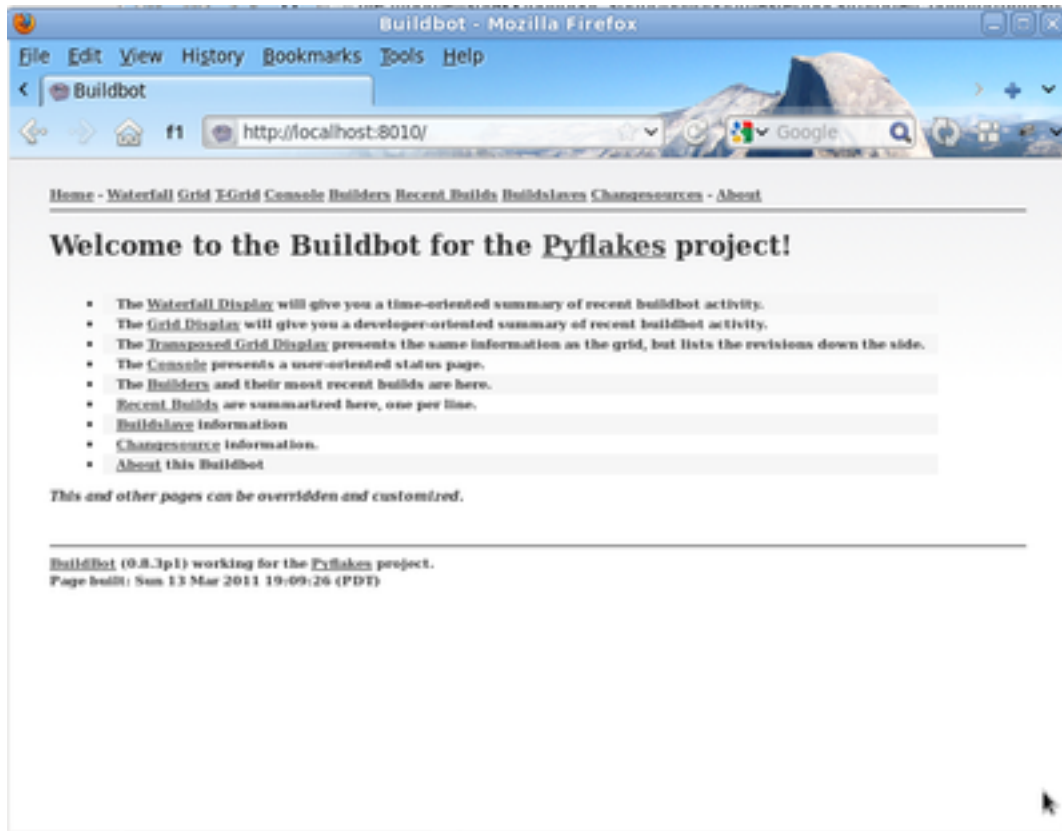 Buildbot - Mozilla Firefox
File Edit View History Bookmarks Tools Help
Buildbot
f1 http://localhost:8010/ Google
Home - Waterfall Grid T-Grid Console Builders Recent Builds Buildslaves Changesources - About
Welcome to the Buildbot for the Pyflakes project!
The Waterfall Display will give you a time-oriented summary of recent buildbot activity.
The Grid Display will give you a developer-oriented summary of recent buildbot activity.
The Transposed Grid Display presents the same information as the grid, but lists the revisions down the side.
The Console presents a user-oriented status page.
The Builders and their most recent builds are here.
Recent Builds are summarized here, one per line.
Buildslave information
Changesource information.
About this Buildbot
This and other pages can be overridden and customized.
BuildBot (0.8.3p1) working for the Pyflakes project.
Page built: Sun 13 Mar 2011 19:09:26 (PDT)